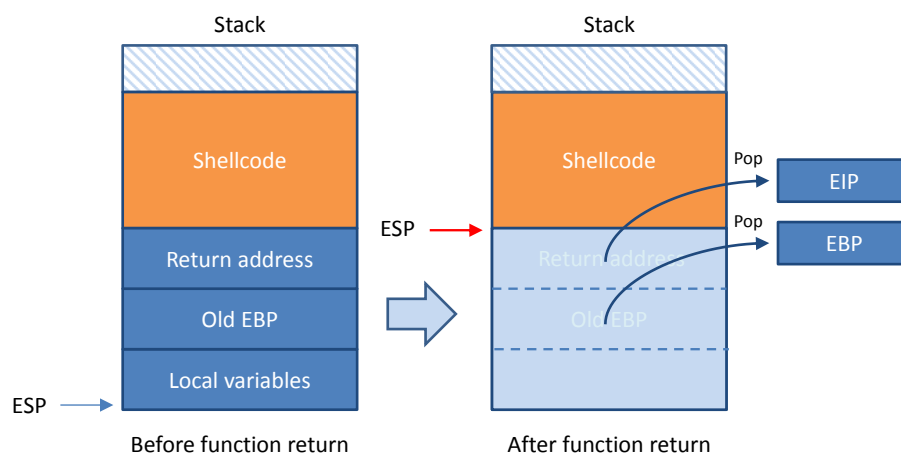 Stack
Shellcode
Return address
Old EBP
Local variables
ESP
Before function return
Stack
Shellcode
Pop
EIP
ESP
Pop
EBP
Return address
Old EBP
After function return